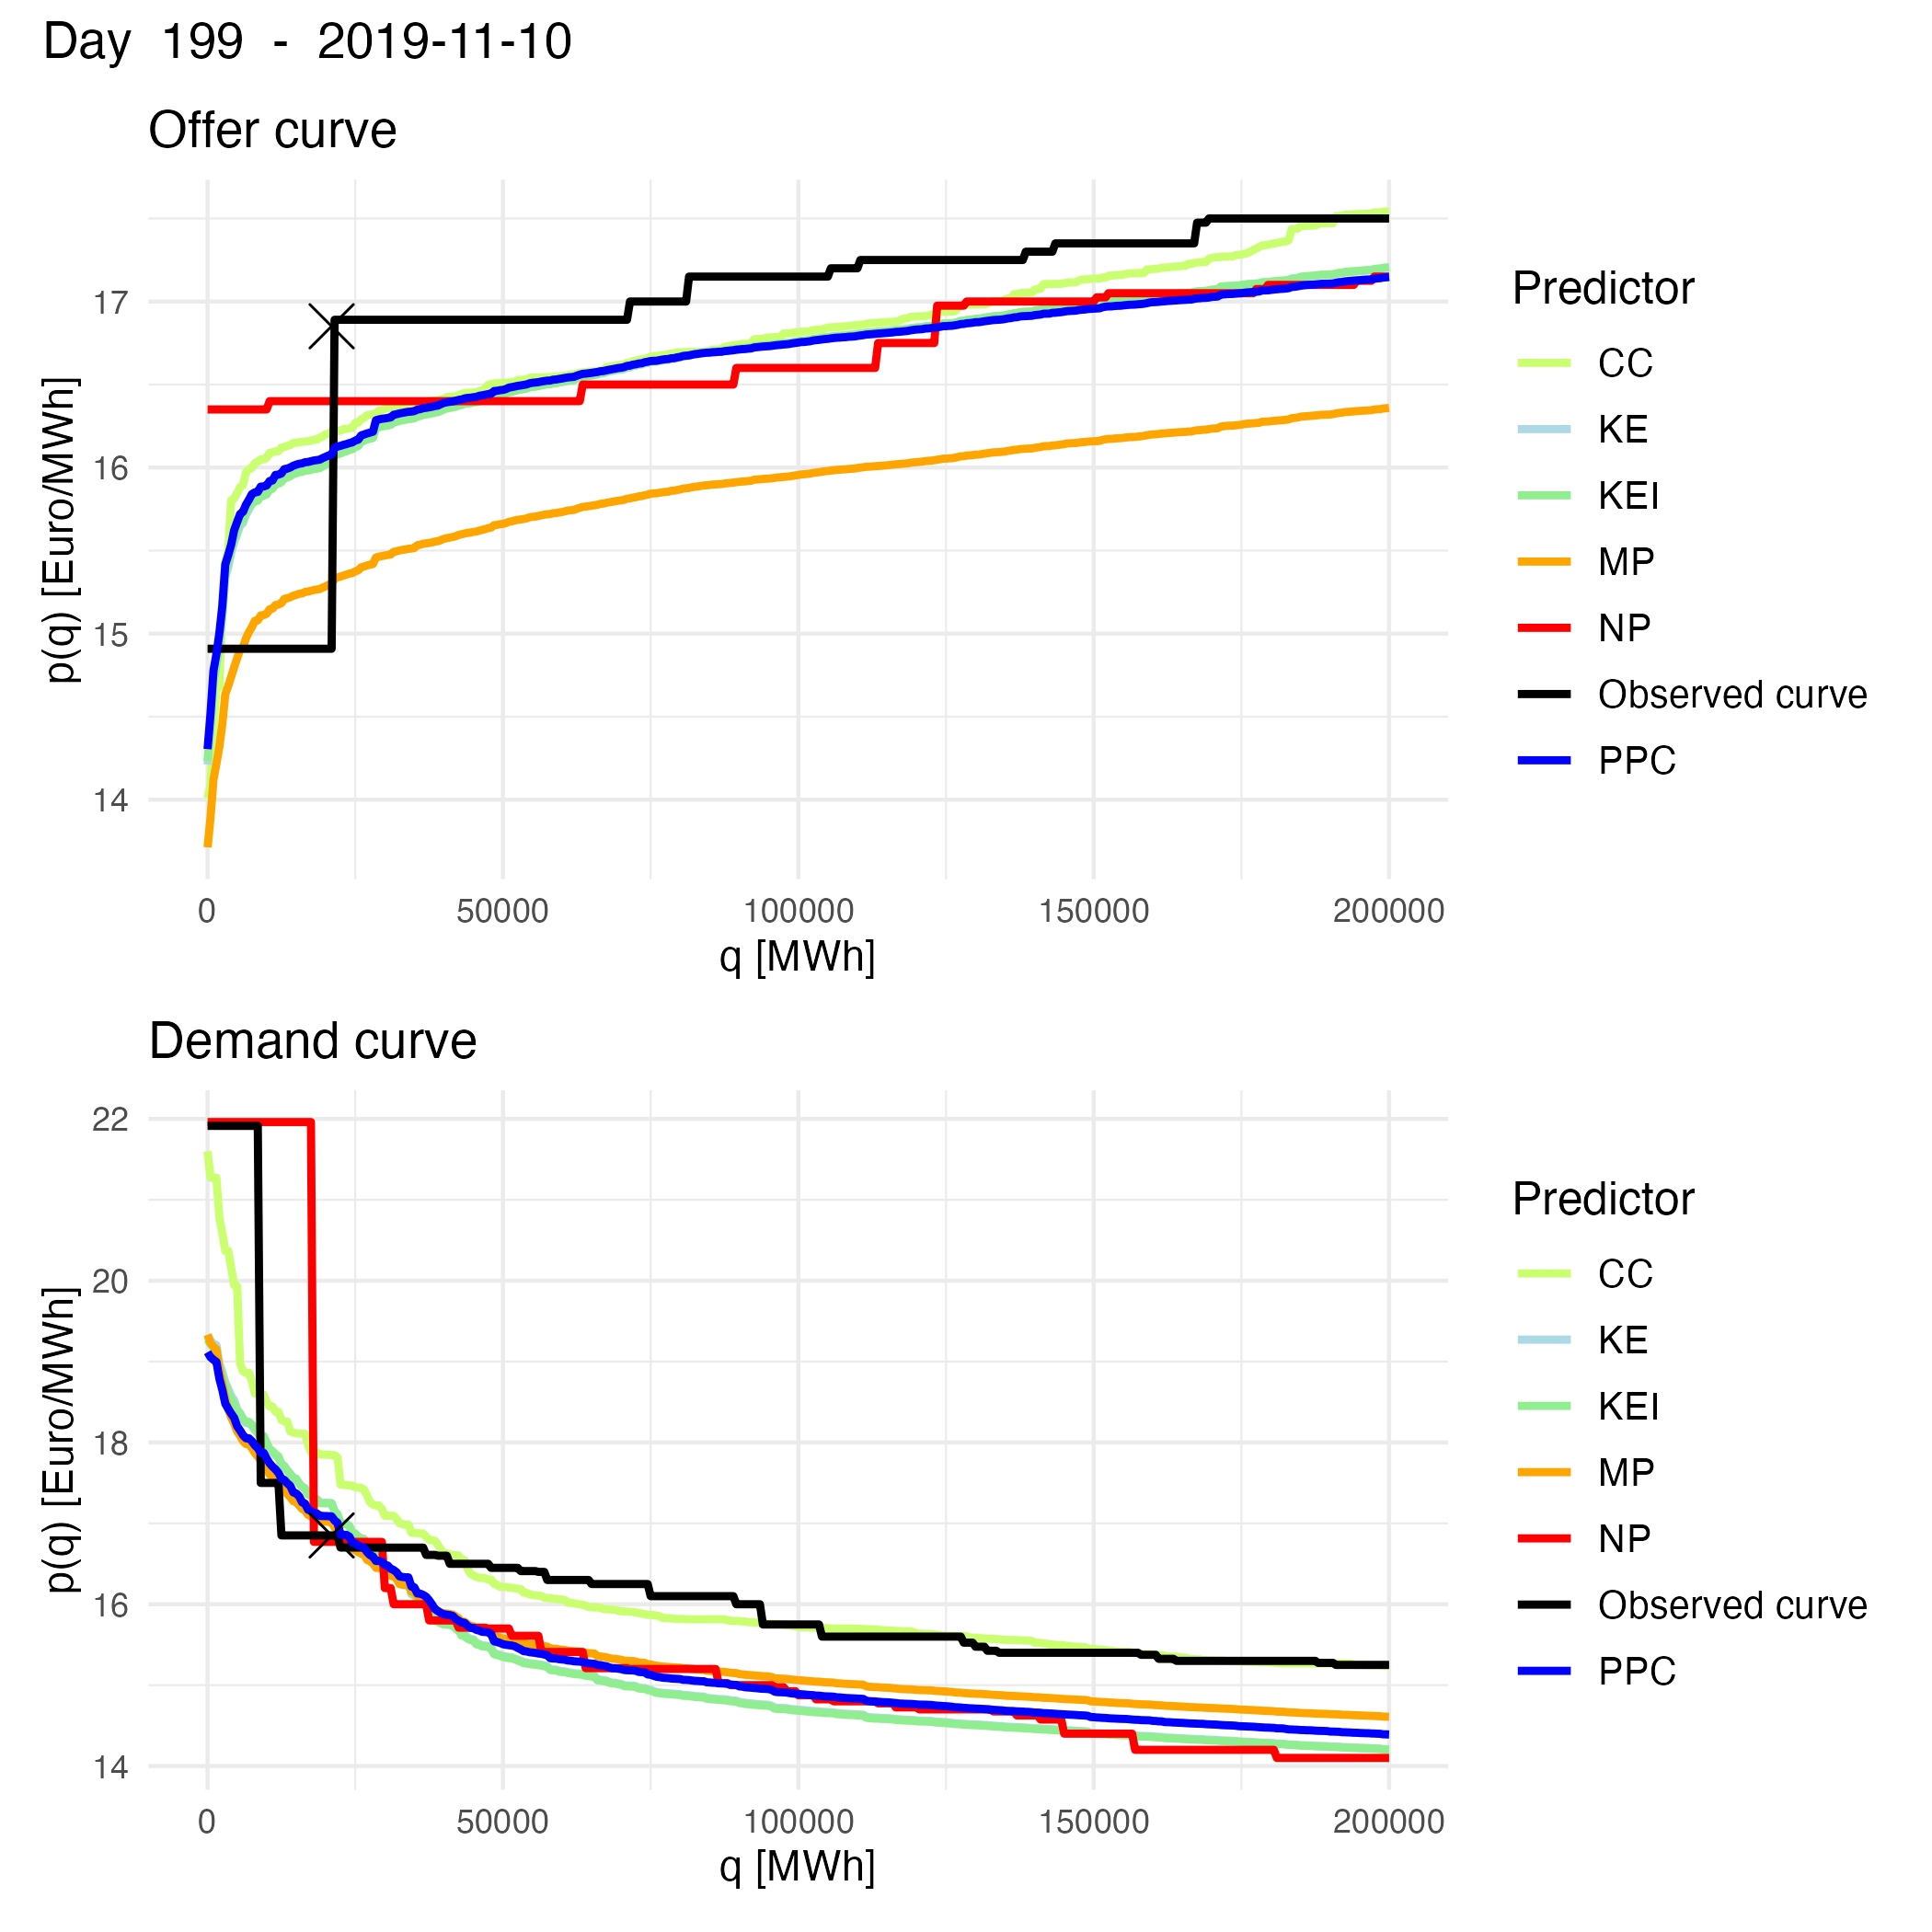 Day 199 - 2019-11-10
Offer curve
p(q) [Euro/MWh]
17
16
15
14
0 50000 100000 150000 200000
q [MWh]
Predictor
CC
KE
KEI
MP
NP
Observed curve
PPC
Demand curve
p(q) [Euro/MWh]
22
20
18
16
14
0 50000 100000 150000 200000
q [MWh]
Predictor
CC
KE
KEI
MP
NP
Observed curve
PPC